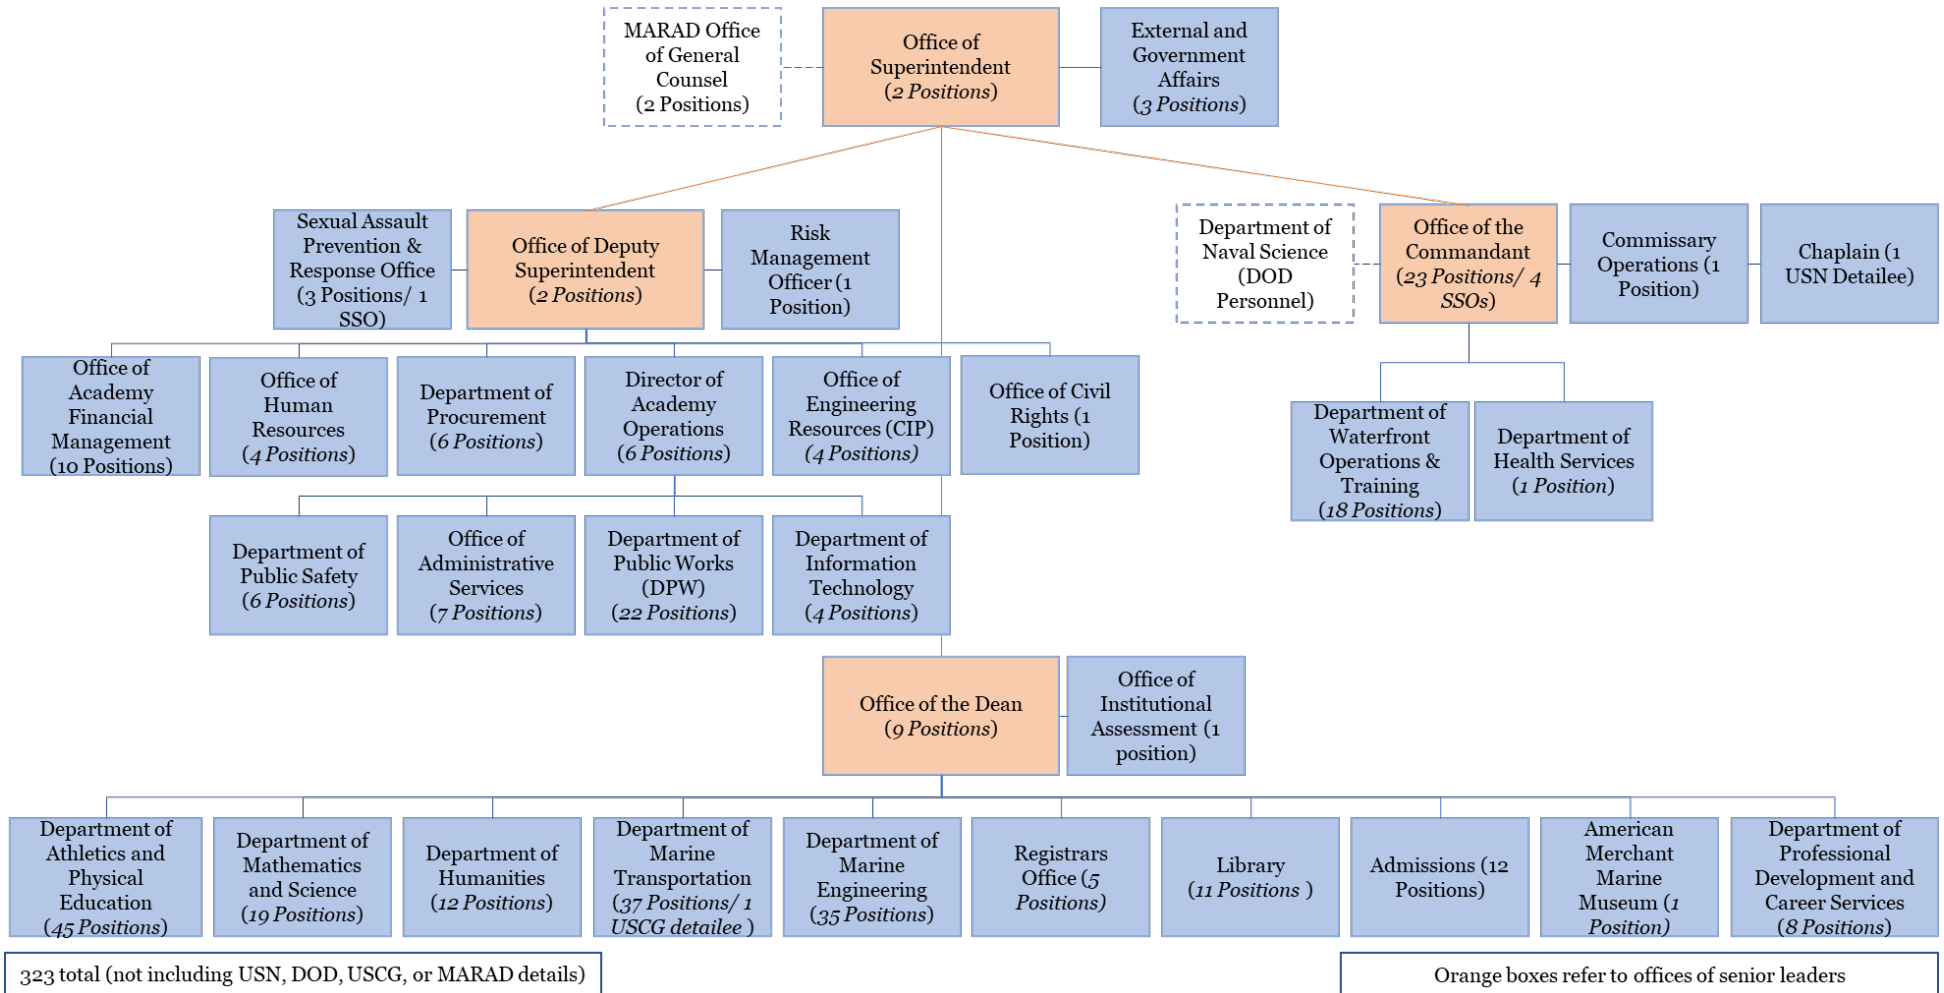 MARAD Office
of General
Counsel
(2 Positions)
Office of
Superintendent
(2 Positions)
External and
Government
Affairs
(3 Positions)
Sexual Assault
Prevention &
Response Office
(3 Positions/ 1
SSO)
Office of Deputy
Superintendent
(2 Positions)
Risk
Management
Officer (1
Position)
Department of
Naval Science
(DOD
Personnel)
Office of the
Commandant
(23 Positions/ 4
SSOs)
Commissary
Operations (1
Position)
Chaplain (1
USN Detailee)
Office of
Academy
Financial
Management
(10 Positions)
Office of
Human
Resources
(4 Positions)
Department of
Procurement
(6 Positions)
Director of
Academy
Operations
(6 Positions)
Office of
Engineering
Resources (CIP)
(4 Positions)
Office of Civil
Rights (1
Position)
Department of
Waterfront
Operations &
Training
(18 Positions)
Department of
Health Services
(1 Position)
Department of
Public Safety
(6 Positions)
Office of
Administrative
Services
(7 Positions)
Department of
Public Works
(DPW)
(22 Positions)
Department of
Information
Technology
(4 Positions)
Office of the Dean
(9 Positions)
Office of
Institutional
Assessment (1
position)
Department of
Athletics and
Physical
Education
(45 Positions)
Department of
Mathematics
and Science
(19 Positions)
Department of
Humanities
(12 Positions)
Department of
Marine
Transportation
(37 Positions/ 1
USCG detailee )
Department of
Marine
Engineering
(35 Positions)
Registrars
Office (5
Positions)
Library
(11 Positions )
Admissions (12
Positions)
American
Merchant
Marine
Museum (1
Position)
Department of
Professional
Development and
Career Services
(8 Positions)
323 total (not including USN, DOD, USCG, or MARAD details)
Orange boxes refer to offices of senior leaders